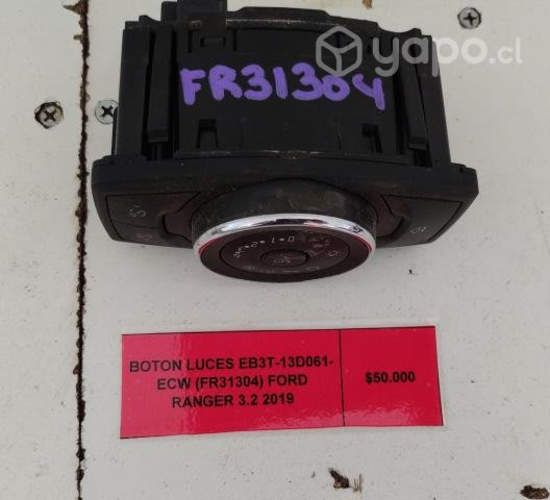 yapo.cl
FR31304
BOTON LUCES EB3T-13D061-
ECW (FR31304) FORD
RANGER 3.2 2019
$50.000